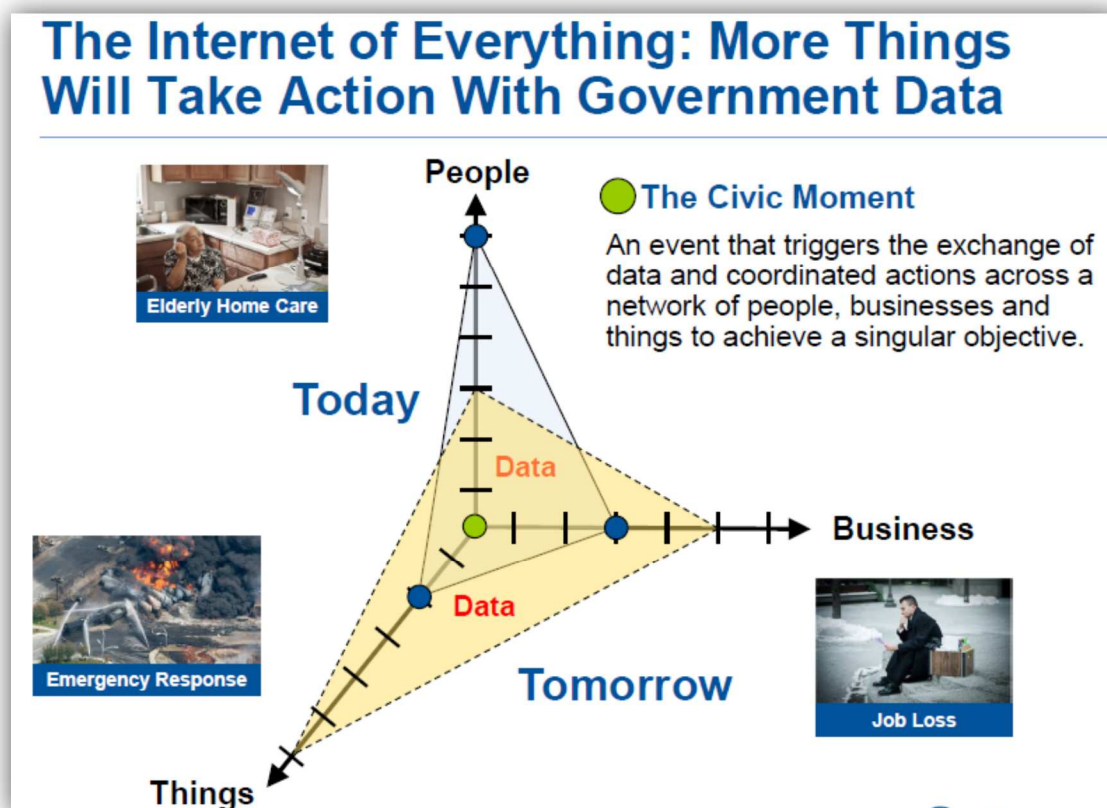 The Internet of Everything: More Things
Will Take Action With Government Data
People
The Civic Moment
An event that triggers the exchange of
data and coordinated actions across a
network of people, businesses and
things to achieve a singular objective.
Elderly Home Care
Today
Data
Business
Data
Emergency Response
Tomorrow
Job Loss
Things